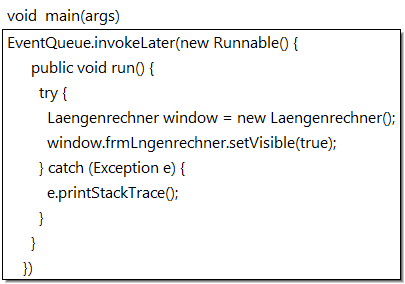 void main(args)
EventQueue.invokeLater(new Runnable() {
public void run() {
try {
Laengenrechner window = new Laengenrechner();
window.frmLngenrechner.setVisible(true);
} catch (Exception e) {
e.printStackTrace();
}
}
})